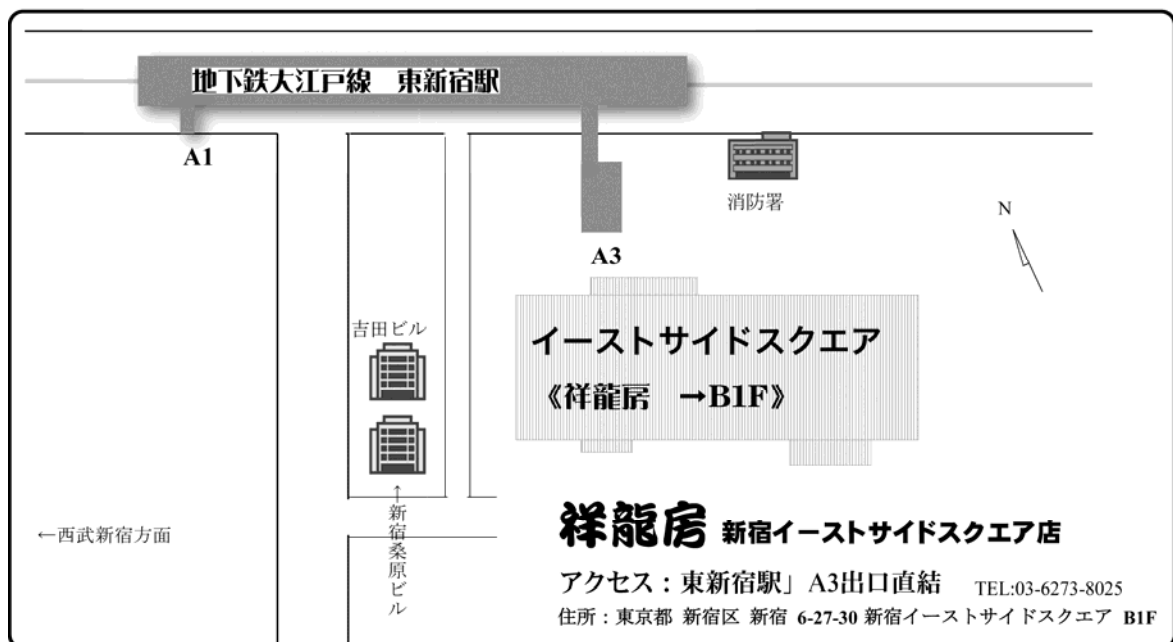 地下鉄大江戸線　東新宿駅
A1
消防署
N
A3
吉田ビル
イーストサイドスクエア
《祥龍房　→B1F》
←新宿桑原ビル
←西武新宿方面
祥龍房 新宿イーストサイドスクエア店
アクセス：東新宿駅」A3出口直結　TEL:03-6273-8025
住所：東京都 新宿区 新宿 6-27-30 新宿イーストサイドスクエア B1F